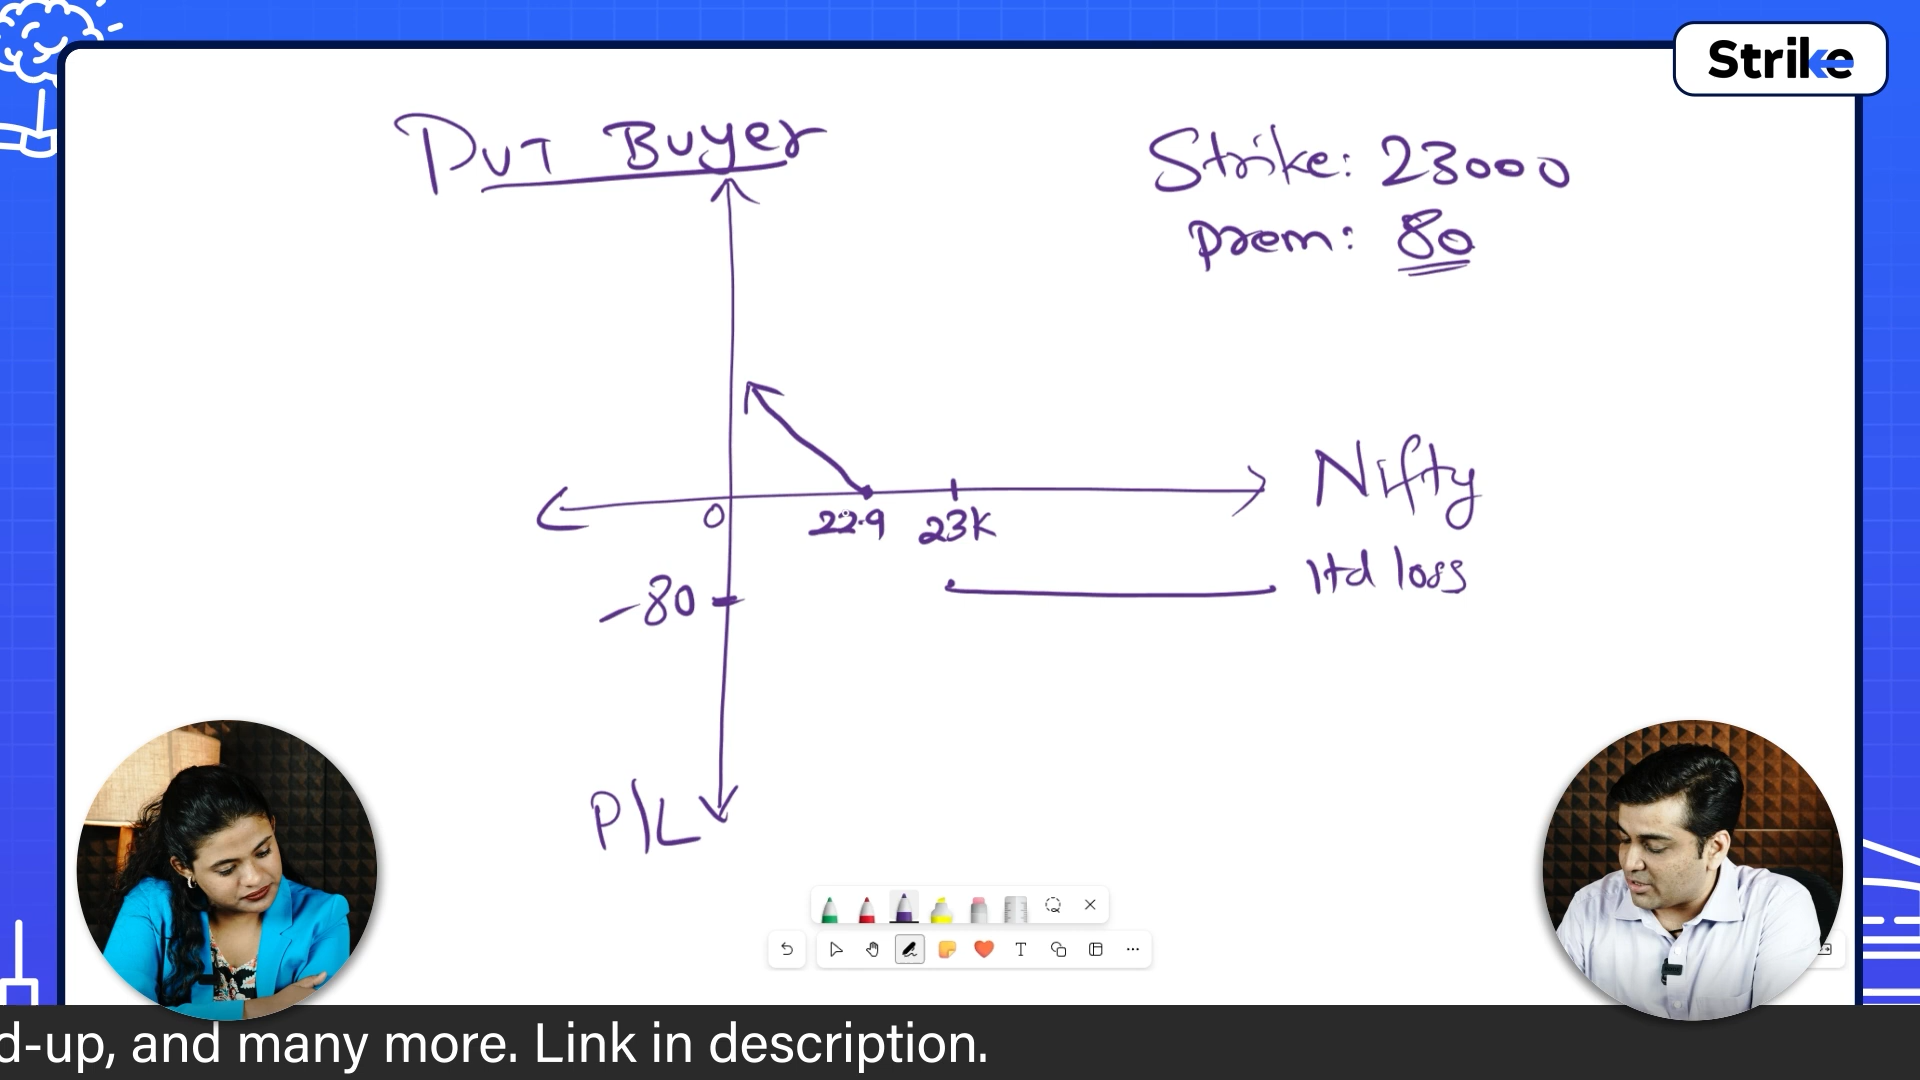 Strike
PUT Buyer
Strike: 23000
prem: 80
Nifty
0
22.9
23K
ltd loss
-80
P/L
T
d-up, and many more. Link in description.